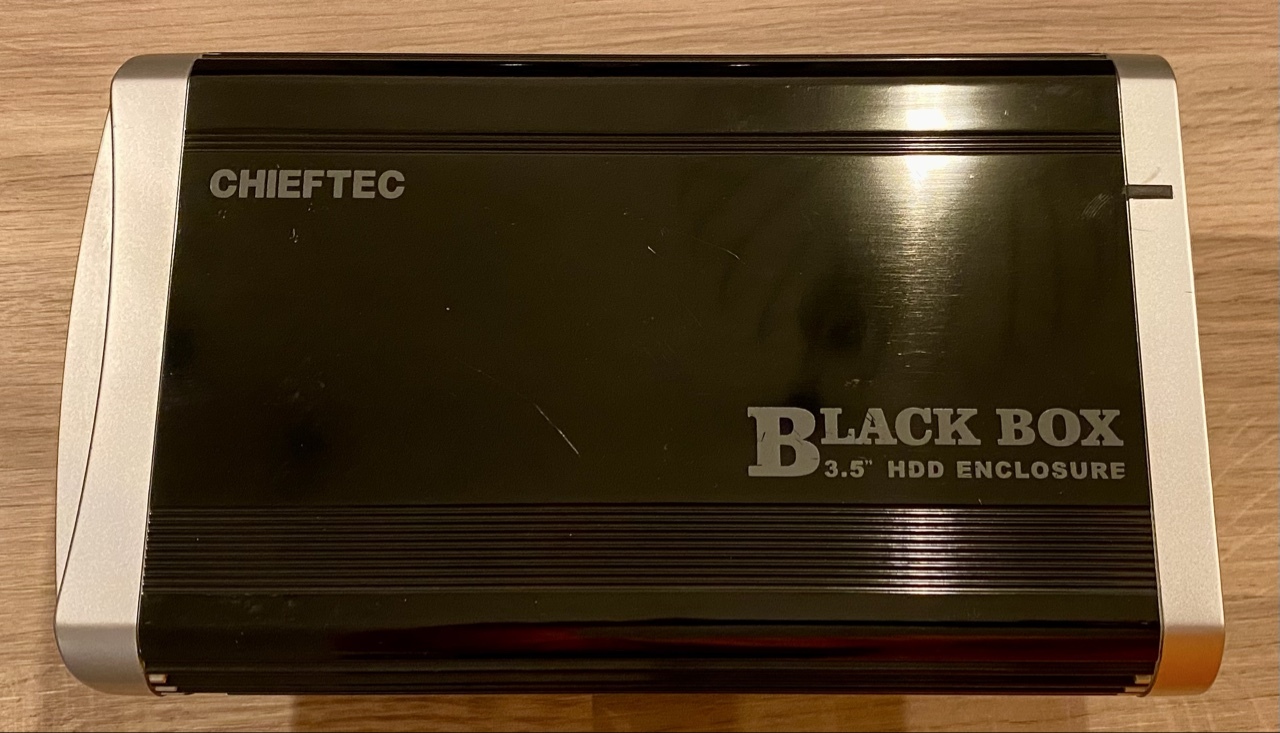 CHIEFTEC
BLACK BOX
3.5" HDD ENCLOSURE